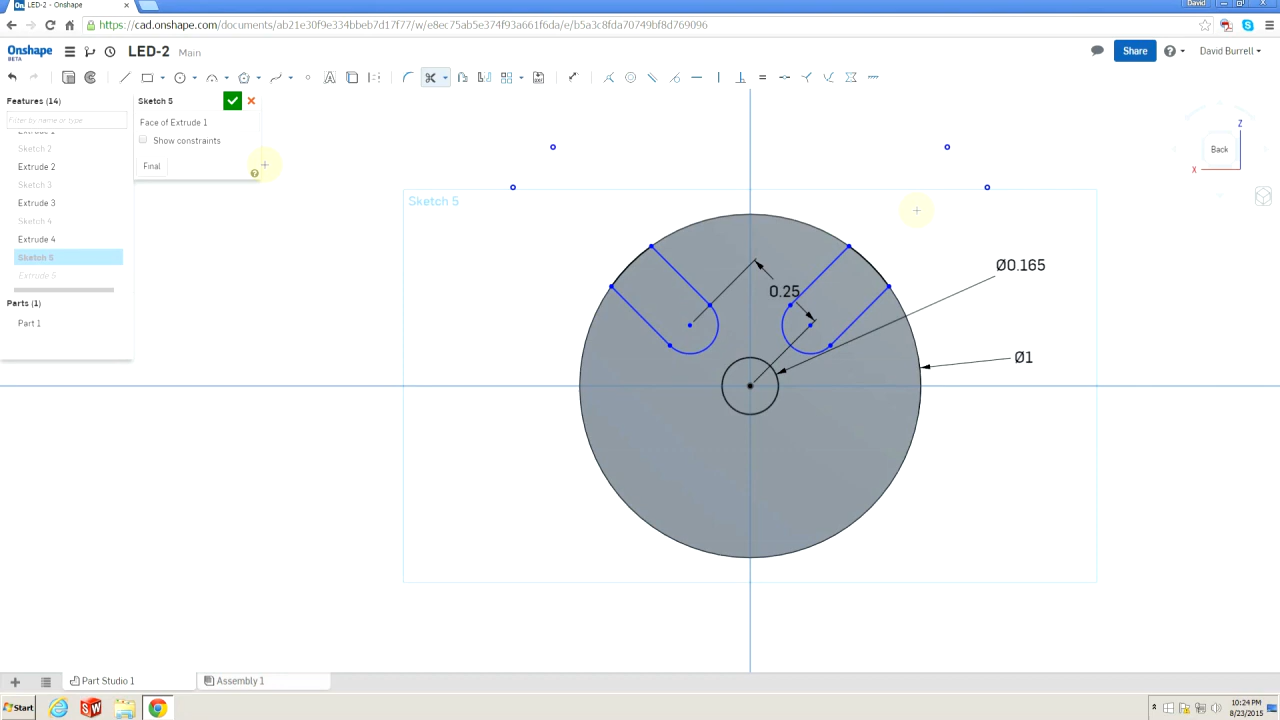 LED-2 ×
David
https://cad.onshape.com/documents/ab21e30f9e334bbeb7d17f77/w/e8ec75ab5e374f93a661f6da/e/b5a3c8fda70749bf8d769096
Onshape
BETA
LED-2 Main
Share
David Burrell
Features (14)
Filter by name or type
Extrude 1
Sketch 2
Extrude 2
Sketch 3
Extrude 3
Sketch 4
Extrude 4
Sketch 5
Extrude 5
Parts (1)
Part 1
Sketch 5
Face of Extrude 1
Show constraints
Final
Sketch 5
0.25
Ø0.165
Ø1
Z
Back
X
Part Studio 1
Assembly 1
Start
10:24 PM
8/23/2015